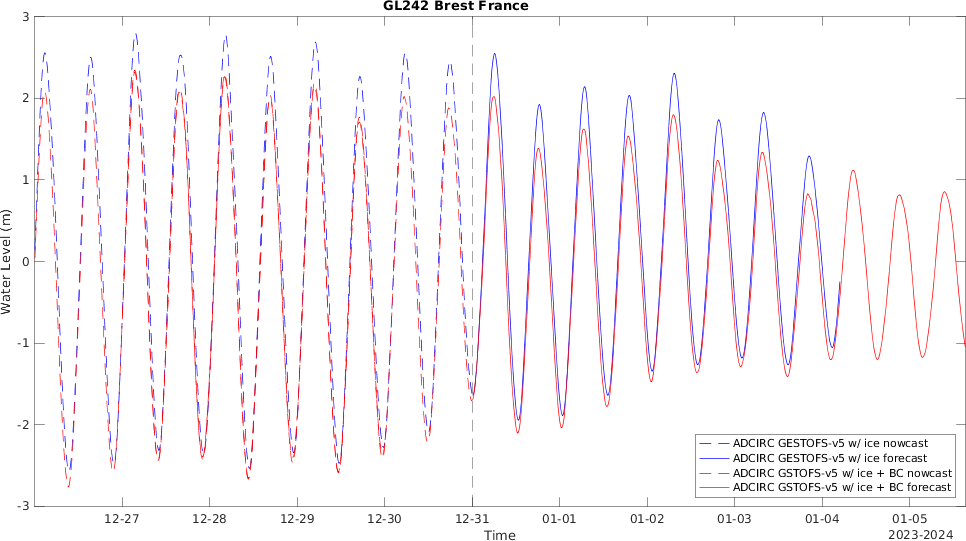 GL242 Brest France
3
2
1
0
-1
-2
-3
Water Level (m)
12-27
12-28
12-29
12-30
12-31
01-01
01-02
01-03
01-04
01-05
2023-2024
Time
ADCIRC GESTOFS-v5 w/ ice nowcast
ADCIRC GESTOFS-v5 w/ ice forecast
ADCIRC GSTOFS-v5 w/ ice + BC nowcast
ADCIRC GSTOFS-v5 w/ ice + BC forecast